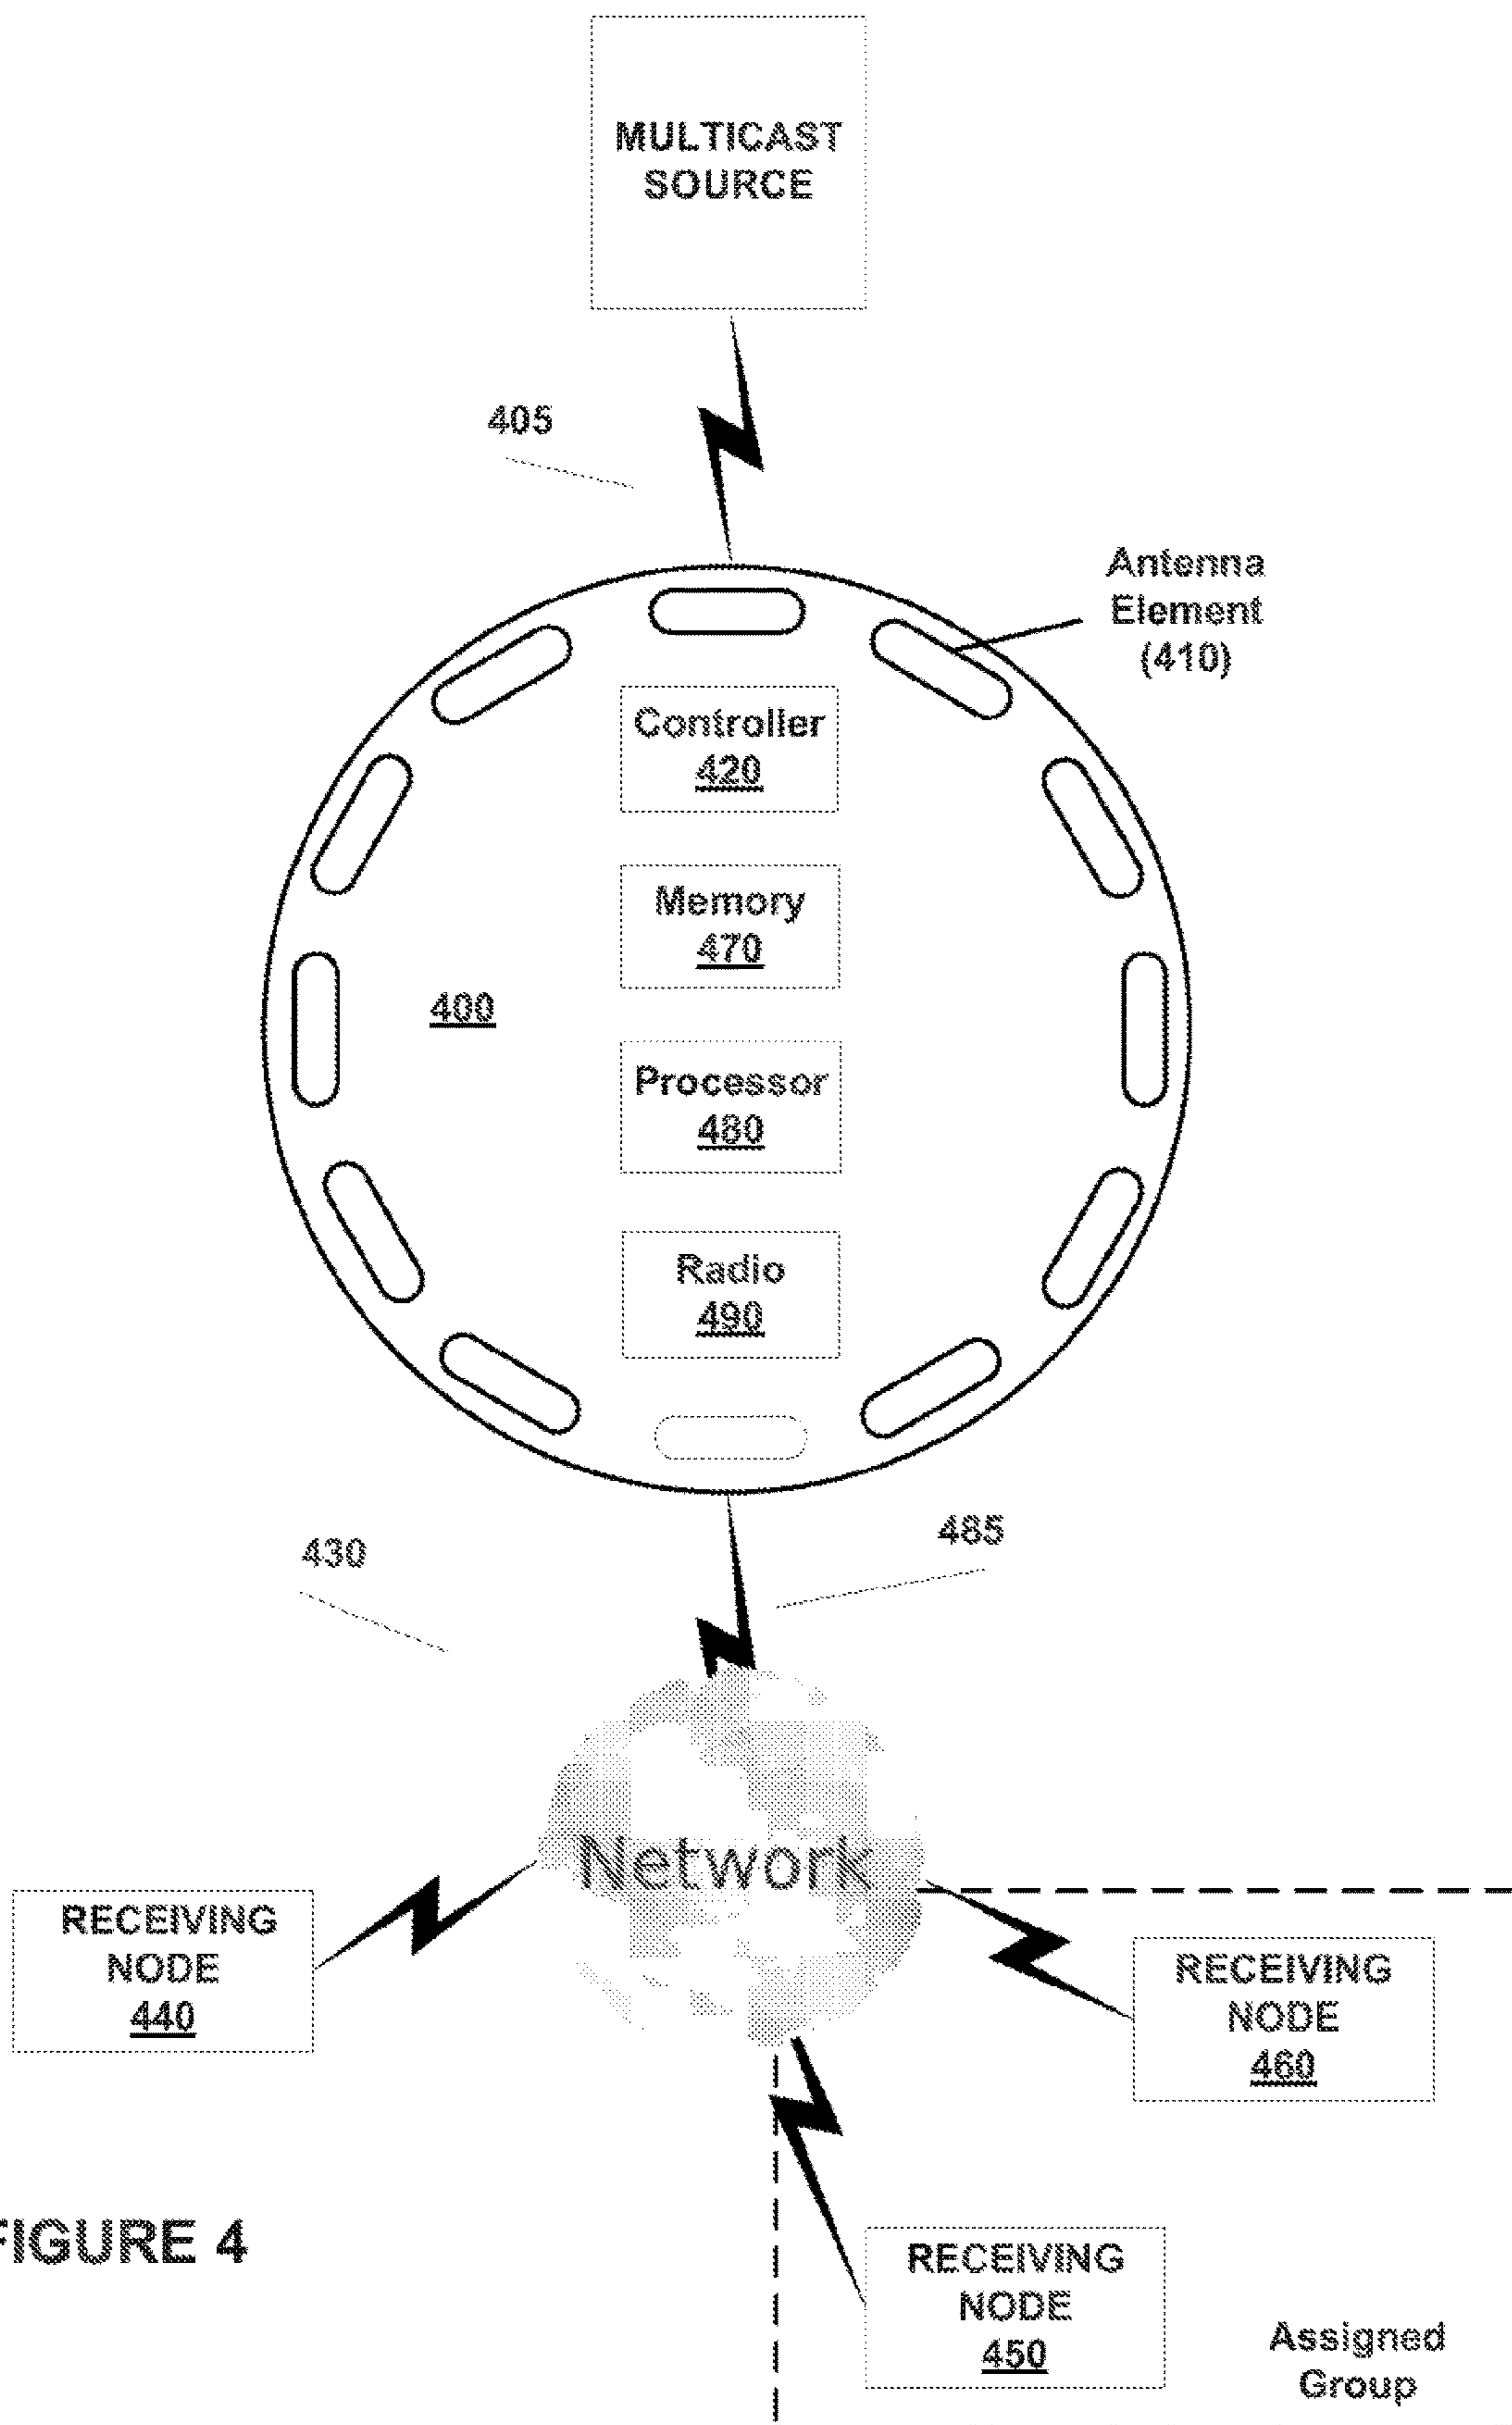 MULTICAST
SOURCE
405
Antenna
Element
(410)
Controller
420
Memory
470
400
Processor
480
Radio
490
430
485
Network
RECEIVING
NODE
440
RECEIVING
NODE
460
FIGURE 4
RECEIVING
NODE
450
Assigned
Group